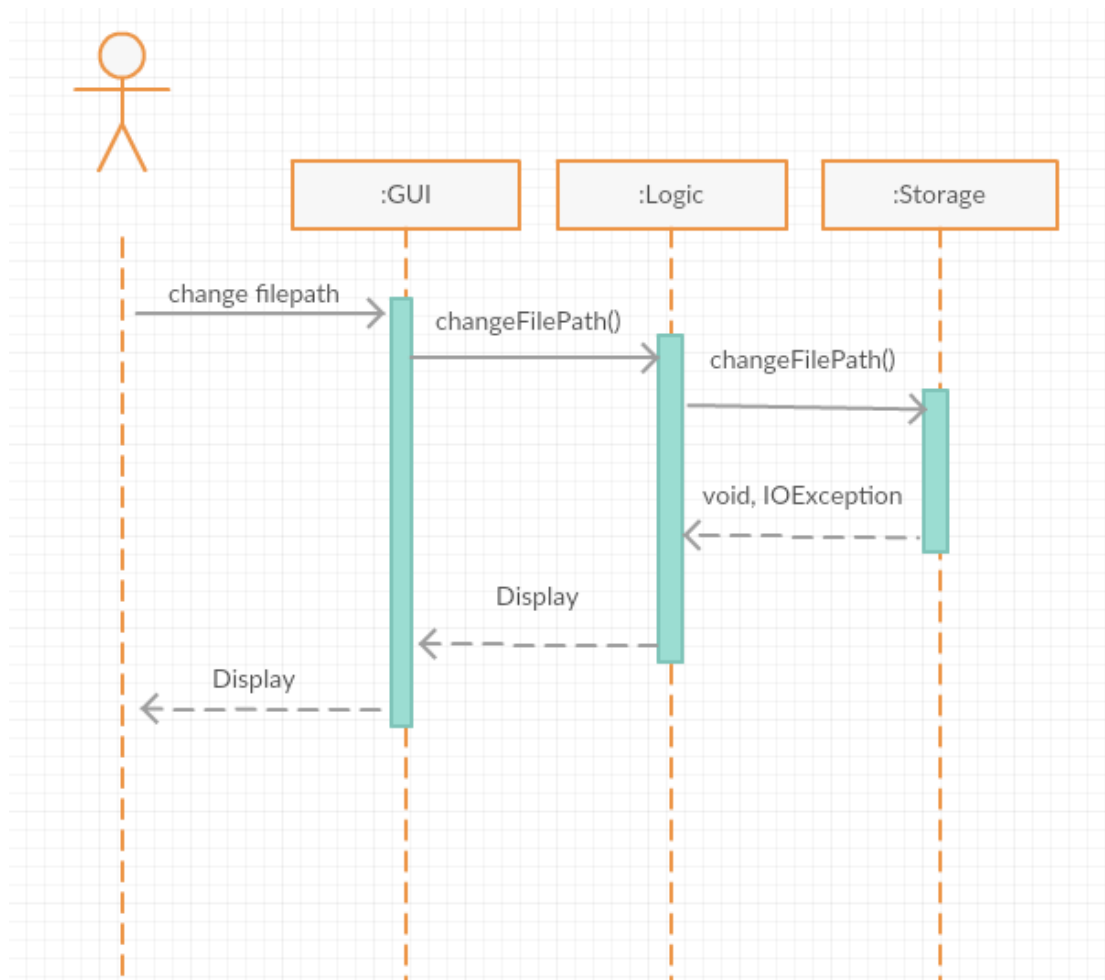 :GUI
:Logic
:Storage
change filepath
changeFilePath()
changeFilePath()
void, IOException
Display
Display